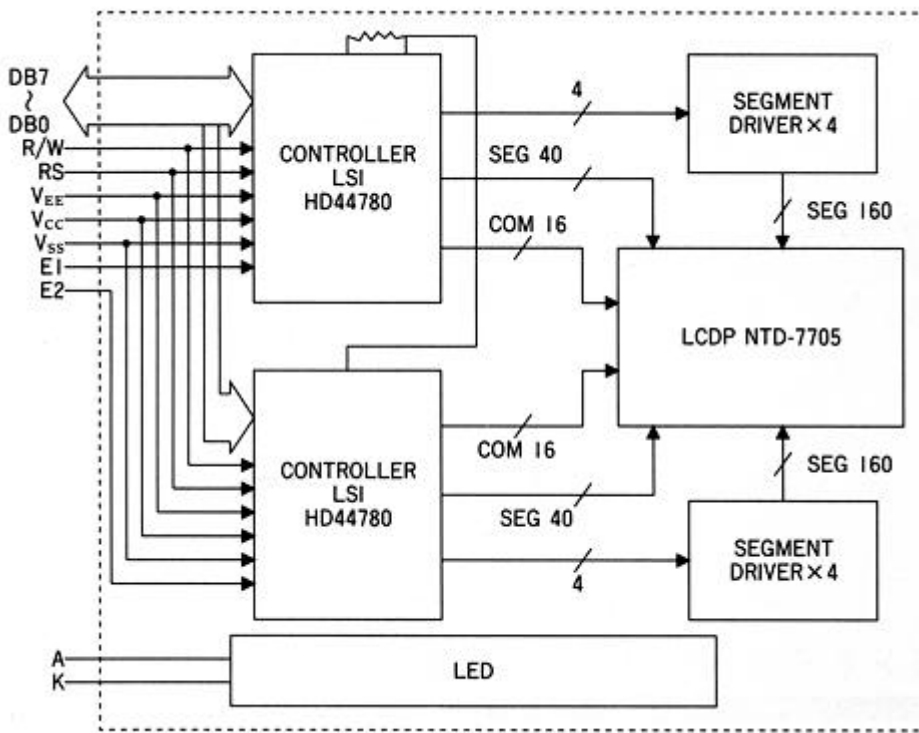 DB7
~
DB0
R/W
RS
VEE
VCC
VSS
E1
E2
CONTROLLER
LSI
HD44780
4
SEG 40
COM 16
SEGMENT
DRIVER×4
SEG 160
LCDP NTD-7705
CONTROLLER
LSI
HD44780
COM 16
SEG 40
4
SEG 160
SEGMENT
DRIVER×4
A
K
LED